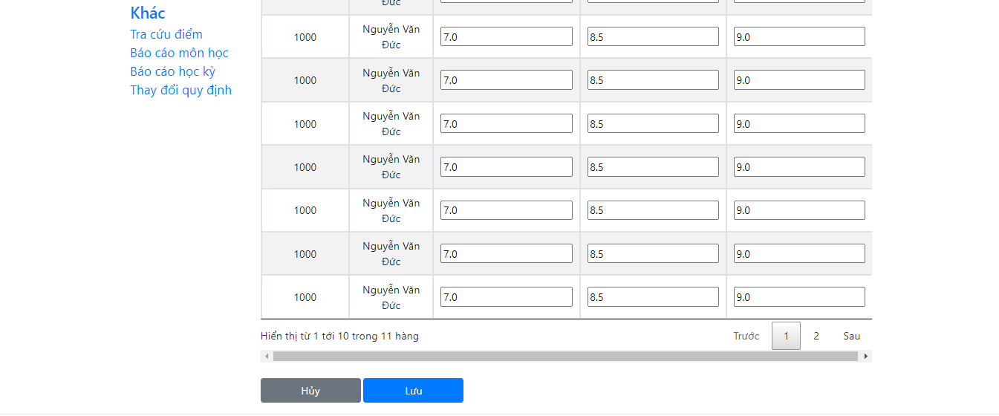 Khác
Tra cứu điểm
Báo cáo môn học
Báo cáo học kỳ
Thay đổi quy định
Đức
1000 Nguyễn Văn Đức 7.0 8.5 9.0
1000 Nguyễn Văn Đức 7.0 8.5 9.0
1000 Nguyễn Văn Đức 7.0 8.5 9.0
1000 Nguyễn Văn Đức 7.0 8.5 9.0
1000 Nguyễn Văn Đức 7.0 8.5 9.0
1000 Nguyễn Văn Đức 7.0 8.5 9.0
1000 Nguyễn Văn Đức 7.0 8.5 9.0
Hiển thị từ 1 tới 10 trong 11 hàng Trước 1 2 Sau
Hủy Lưu